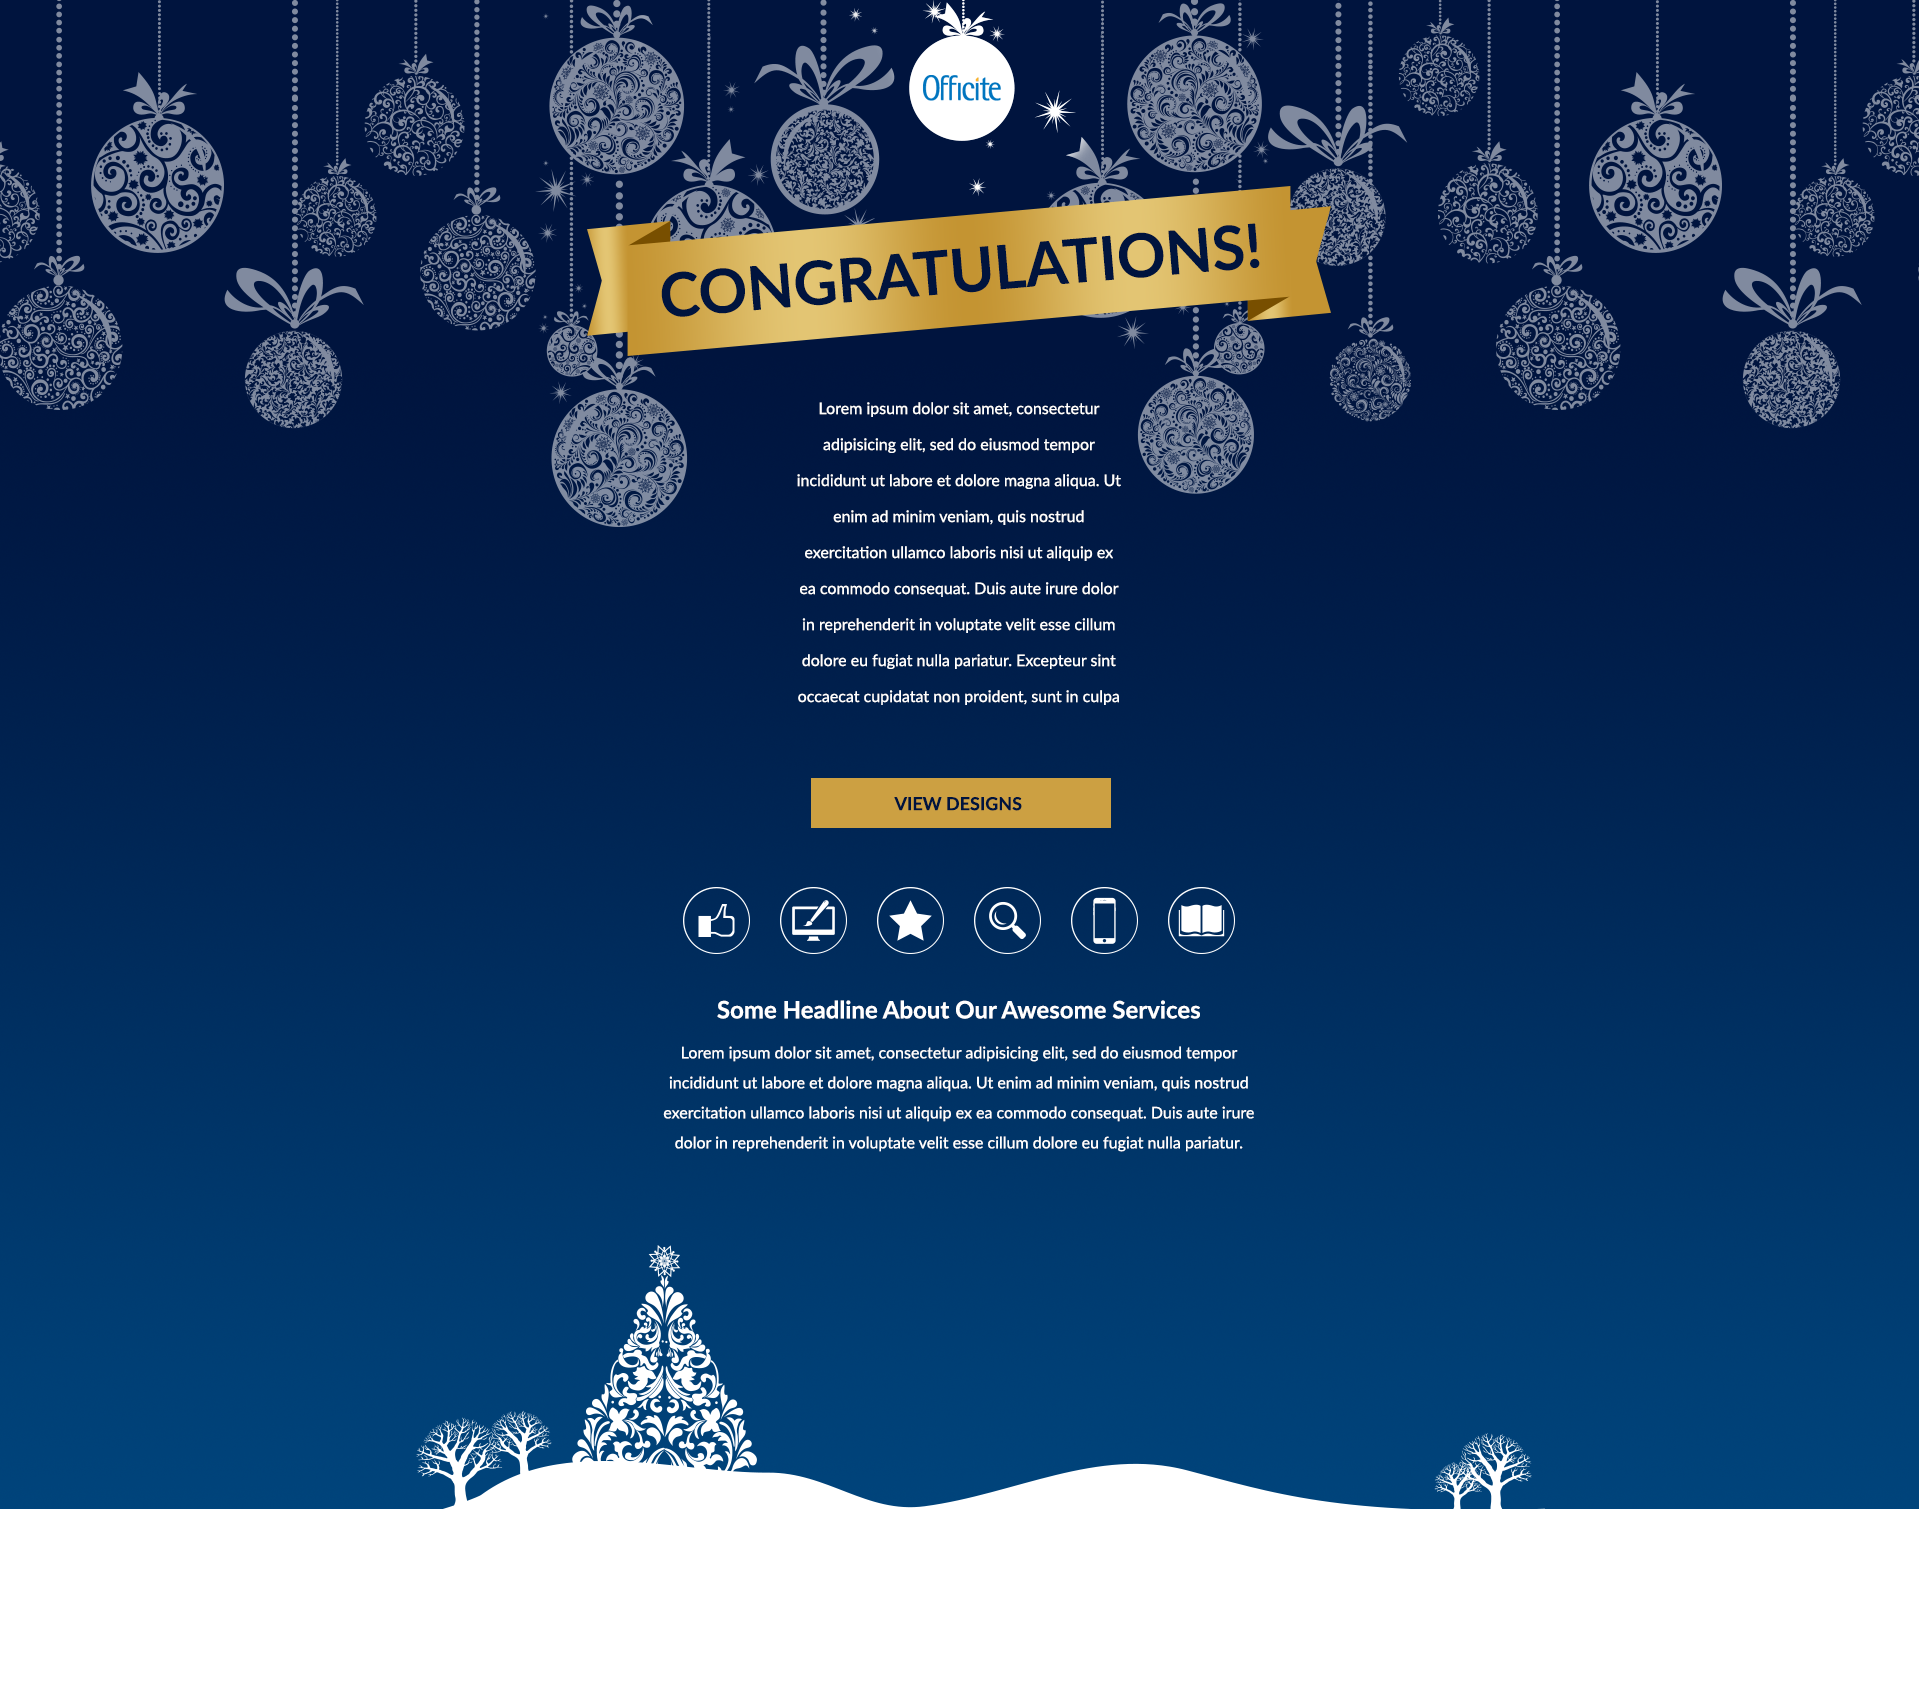 Officite
CONGRATULATIONS!
Lorem ipsum dolor sit amet, consectetur
adipisicing elit, sed do eiusmod tempor
incididunt ut labore et dolore magna aliqua. Ut
enim ad minim veniam, quis nostrud
exercitation ullamco laboris nisi ut aliquip ex
ea commodo consequat. Duis aute irure dolor
in reprehenderit in voluptate velit esse cillum
dolore eu fugiat nulla pariatur. Excepteur sint
occaecat cupidatat non proident, sunt in culpa
VIEW DESIGNS
Some Headline About Our Awesome Services
Lorem ipsum dolor sit amet, consectetur adipisicing elit, sed do eiusmod tempor
incididunt ut labore et dolore magna aliqua. Ut enim ad minim veniam, quis nostrud
exercitation ullamco laboris nisi ut aliquip ex ea commodo consequat. Duis aute irure
dolor in reprehenderit in voluptate velit esse cillum dolore eu fugiat nulla pariatur.